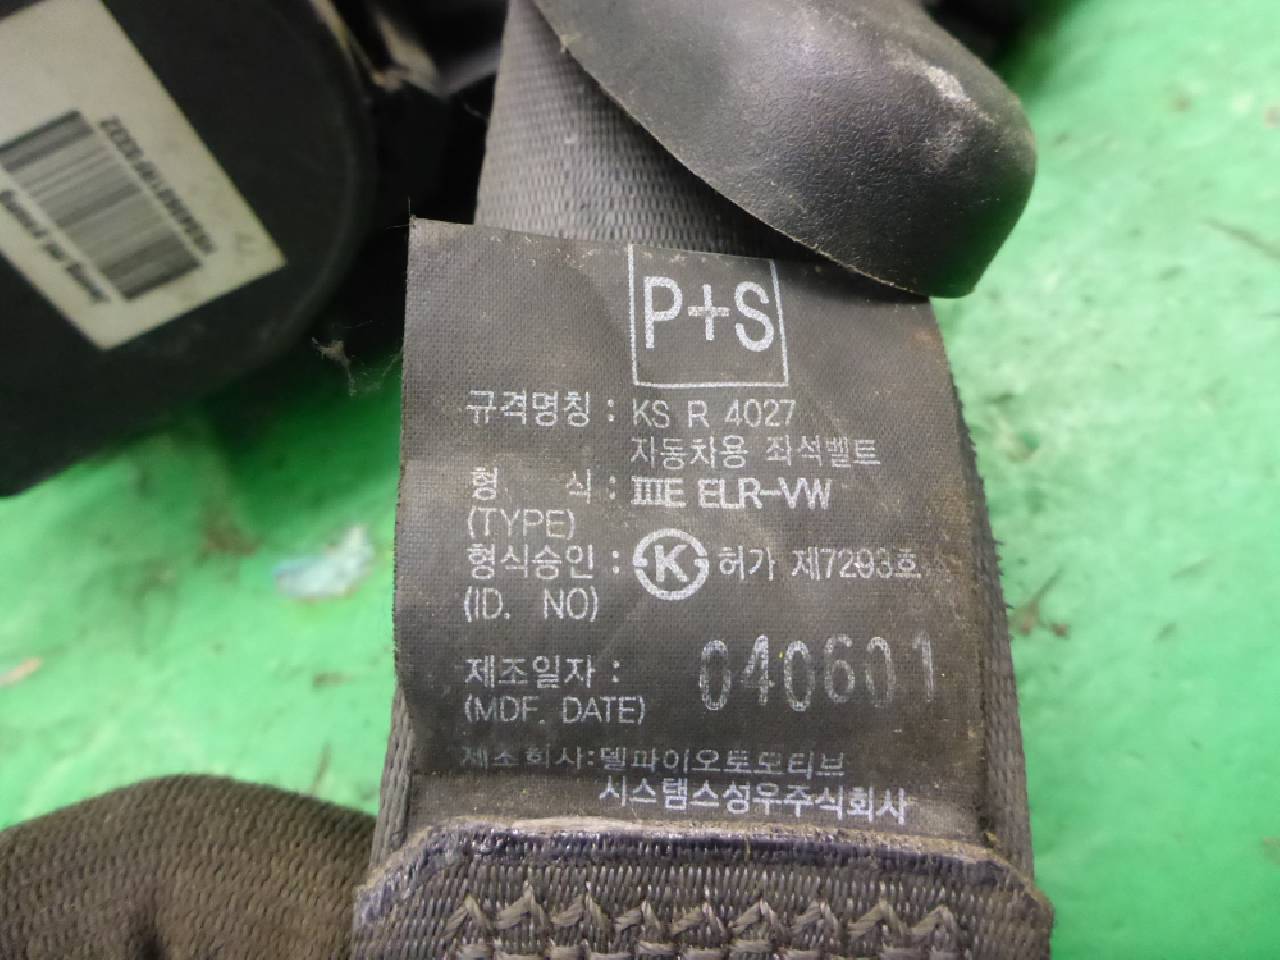 P+S
규격명칭 : KS R 4027
자동차용 좌석벨트
형 식 : IIIE ELR-VW
(TYPE)
형식승인 : K 허가 제7293호
(ID. NO)
제조일자 : 040601
(MDF. DATE)
제조회사:델파이오토모티브
시스템스성우주식회사